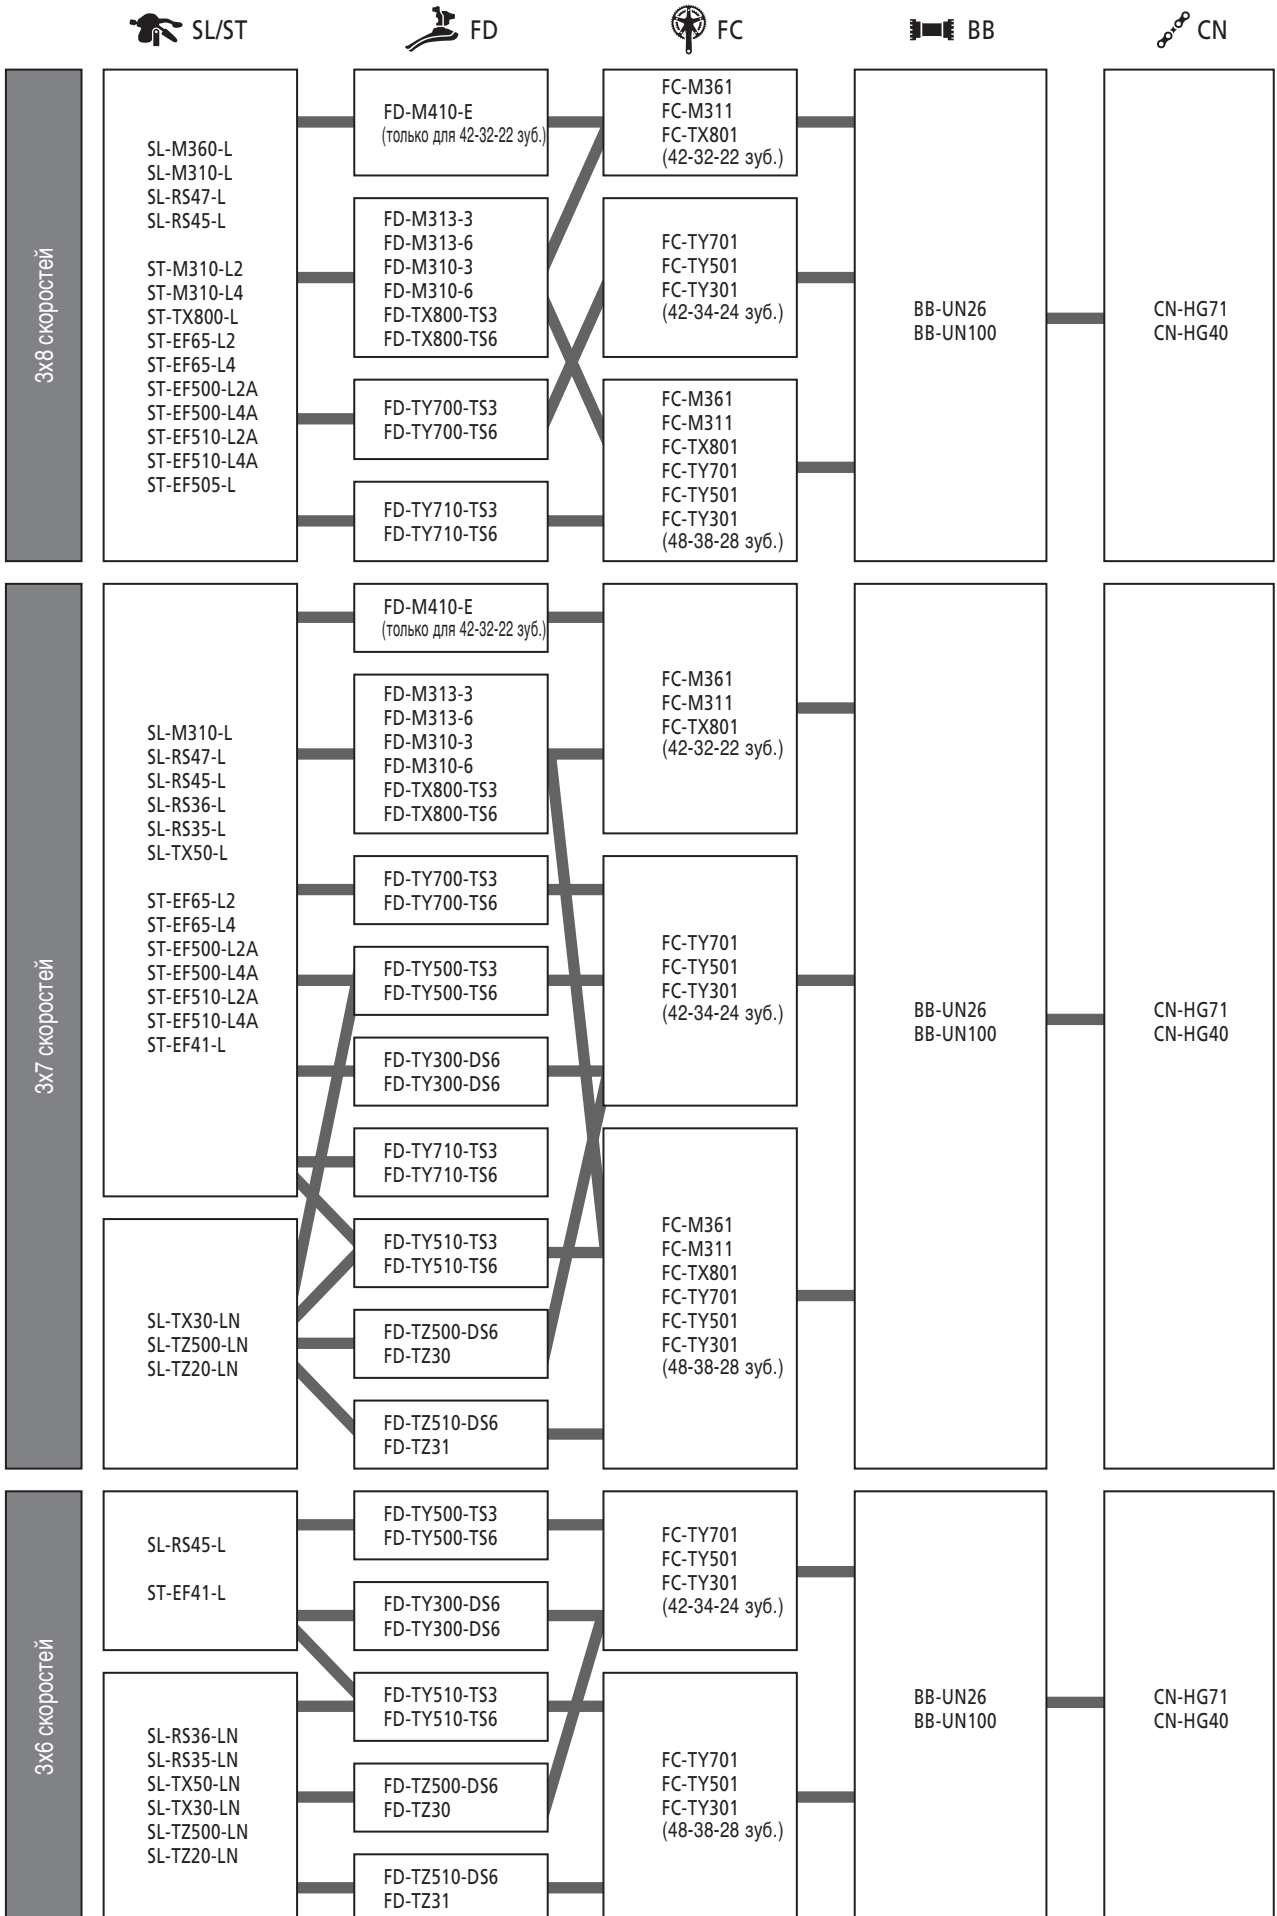 SL/ST
FD
FC
BB
CN
3x8 скоростей
SL-M360-L
SL-M310-L
SL-RS47-L
SL-RS45-L
ST-M310-L2
ST-M310-L4
ST-TX800-L
ST-EF65-L2
ST-EF65-L4
ST-EF500-L2A
ST-EF500-L4A
ST-EF510-L2A
ST-EF510-L4A
ST-EF505-L
FD-M410-E
(только для 42-32-22 зуб.)
FD-M313-3
FD-M313-6
FD-M310-3
FD-M310-6
FD-TX800-TS3
FD-TX800-TS6
FD-TY700-TS3
FD-TY700-TS6
FD-TY710-TS3
FD-TY710-TS6
FC-M361
FC-M311
FC-TX801
(42-32-22 зуб.)
FC-TY701
FC-TY501
FC-TY301
(42-34-24 зуб.)
FC-M361
FC-M311
FC-TX801
FC-TY701
FC-TY501
FC-TY301
(48-38-28 зуб.)
BB-UN26
BB-UN100
CN-HG71
CN-HG40
3x7 скоростей
SL-M310-L
SL-RS47-L
SL-RS45-L
SL-RS36-L
SL-RS35-L
SL-TX50-L
ST-EF65-L2
ST-EF65-L4
ST-EF500-L2A
ST-EF500-L4A
ST-EF510-L2A
ST-EF510-L4A
ST-EF41-L
SL-TX30-LN
SL-TZ500-LN
SL-TZ20-LN
FD-M410-E
(только для 42-32-22 зуб.)
FD-M313-3
FD-M313-6
FD-M310-3
FD-M310-6
FD-TX800-TS3
FD-TX800-TS6
FD-TY700-TS3
FD-TY700-TS6
FD-TY500-TS3
FD-TY500-TS6
FD-TY300-DS6
FD-TY300-DS6
FD-TY710-TS3
FD-TY710-TS6
FD-TY510-TS3
FD-TY510-TS6
FD-TZ500-DS6
FD-TZ30
FD-TZ510-DS6
FD-TZ31
FC-M361
FC-M311
FC-TX801
(42-32-22 зуб.)
FC-TY701
FC-TY501
FC-TY301
(42-34-24 зуб.)
FC-M361
FC-M311
FC-TX801
FC-TY701
FC-TY501
FC-TY301
(48-38-28 зуб.)
BB-UN26
BB-UN100
CN-HG71
CN-HG40
3x6 скоростей
SL-RS45-L
ST-EF41-L
SL-RS36-LN
SL-RS35-LN
SL-TX50-LN
SL-TX30-LN
SL-TZ500-LN
SL-TZ20-LN
FD-TY500-TS3
FD-TY500-TS6
FD-TY300-DS6
FD-TY300-DS6
FD-TY510-TS3
FD-TY510-TS6
FD-TZ500-DS6
FD-TZ30
FD-TZ510-DS6
FD-TZ31
FC-TY701
FC-TY501
FC-TY301
(42-34-24 зуб.)
FC-TY701
FC-TY501
FC-TY301
(48-38-28 зуб.)
BB-UN26
BB-UN100
CN-HG71
CN-HG40